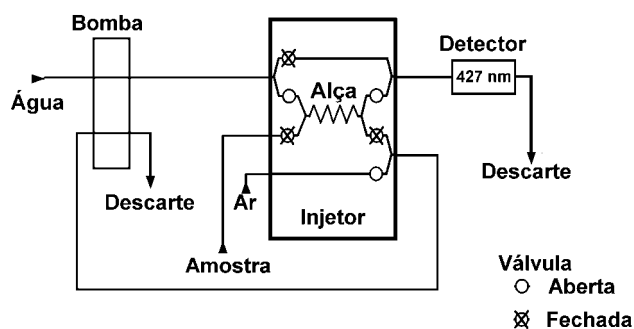 Bomba
Água
Descarte
Alça
Ar
Amostra
Injetor
Detector
427 nm
Descarte
Válvula
Aberta
Fechada